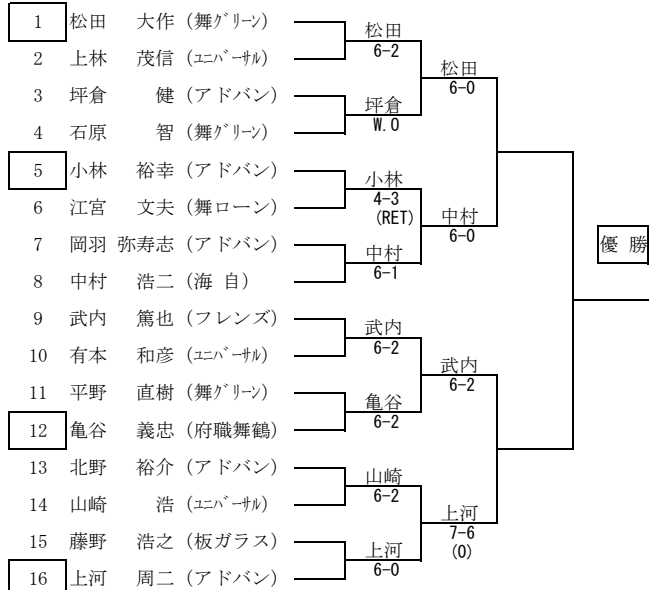 1 松田 大作 (舞グリーン)
松田
2 上林 茂信 (ユニバーサル)
6-2
松田
3 坪倉 健 (アドバン)
6-0
坪倉
4 石原 智 (舞グリーン)
W.O
5 小林 裕幸 (アドバン)
小林
6 江宮 文夫 (舞ローン)
4-3
(RET)
中村
7 岡羽 弥寿志 (アドバン)
6-0
優 勝
中村
8 中村 浩二 (海 自)
6-1
9 武内 篤也 (フレンズ)
武内
10 有本 和彦 (ユニバーサル)
6-2
武内
11 平野 直樹 (舞グリーン)
6-2
亀谷
12 亀谷 義忠 (府職舞鶴)
6-2
13 北野 裕介 (アドバン)
山崎
14 山崎 浩 (ユニバーサル)
6-2
上河
15 藤野 浩之 (板ガラス)
7-6
(0)
上河
16 上河 周二 (アドバン)
6-0